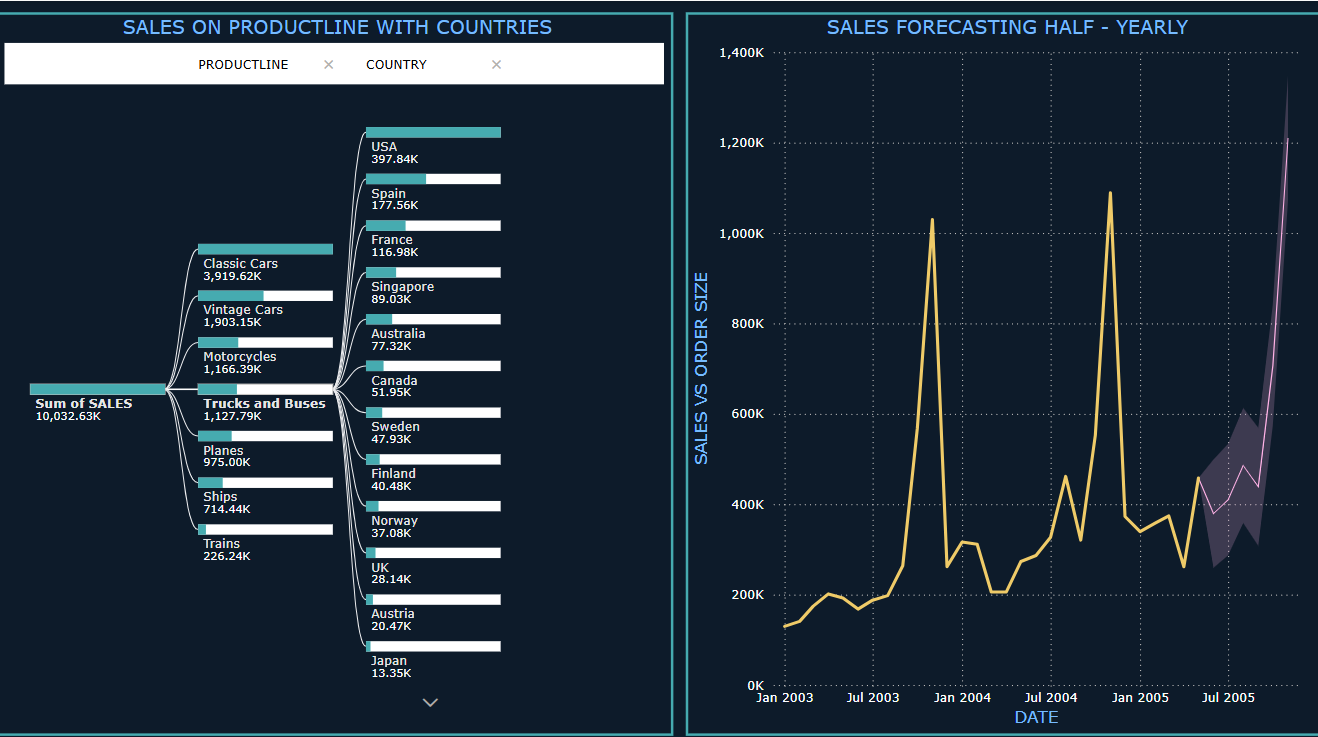 SALES ON PRODUCTLINE WITH COUNTRIES
PRODUCTLINE
COUNTRY
Sum of SALES
10,032.63K
Classic Cars
3,919.62K
Vintage Cars
1,903.15K
Motorcycles
1,166.39K
Trucks and Buses
1,127.79K
Planes
975.00K
Ships
714.44K
Trains
226.24K
USA
397.84K
Spain
177.56K
France
116.98K
Singapore
89.03K
Australia
77.32K
Canada
51.95K
Sweden
47.93K
Finland
40.48K
Norway
37.08K
UK
28.14K
Austria
20.47K
Japan
13.35K
SALES FORECASTING HALF - YEARLY
SALES VS ORDER SIZE
1,400K
1,200K
1,000K
800K
600K
400K
200K
0K
Jan 2003 Jul 2003 Jan 2004 Jul 2004 Jan 2005 Jul 2005
DATE